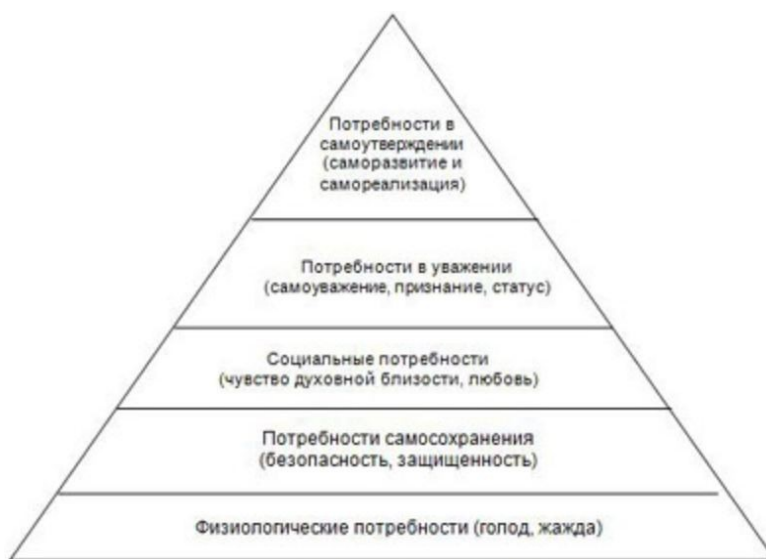 Потребности в
самоутверждении
(саморазвитие и
самореализация)
Потребности в уважении
(самоуважение, признание, статус)
Социальные потребности
(чувство духовной близости, любовь)
Потребности самосохранения
(безопасность, защищенность)
Физиологические потребности (голод, жажда)